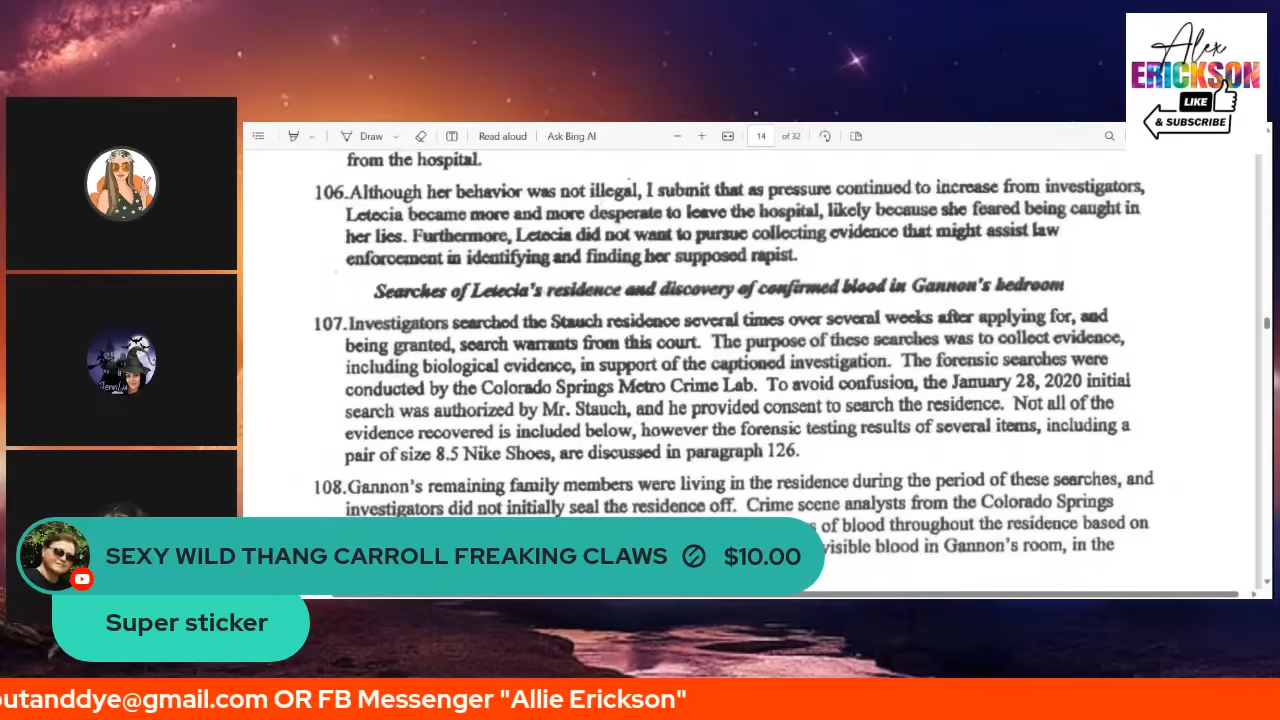 Alex
ERICKSON
LIKE
& SUBSCRIBE
Draw
Read aloud
Ask Bing AI
14
of 32
from the hospital.
106.Although her behavior was not illegal, I submit that as pressure continued to increase from investigators,
Letecia became more and more desperate to leave the hospital, likely because she feared being caught in
her lies. Furthermore, Letecia did not want to pursue collecting evidence that might assist law
enforcement in identifying and finding her supposed rapist.
Searches of Letecia's residence and discovery of confirmed blood in Gannon's bedroom
107.Investigators searched the Stauch residence several times over several weeks after applying for, and
being granted, search warrants from this court. The purpose of these searches was to collect evidence,
including biological evidence, in support of the captioned investigation. The forensic searches were
conducted by the Colorado Springs Metro Crime Lab. To avoid confusion, the January 28, 2020 initial
search was authorized by Mr. Stauch, and he provided consent to search the residence. Not all of the
evidence recovered is included below, however the forensic testing results of several items, including a
pair of size 8.5 Nike Shoes, are discussed in paragraph 126.
108.Gannon's remaining family members were living in the residence during the period of these searches, and
investigators did not initially seal the residence off. Crime scene analysts from the Colorado Springs
of blood throughout the residence based on
visible blood in Gannon's room, in the
SEXY WILD THANG CARROLL FREAKING CLAWS $10.00
Super sticker
outanddye@gmail.com OR FB Messenger "Allie Erickson"